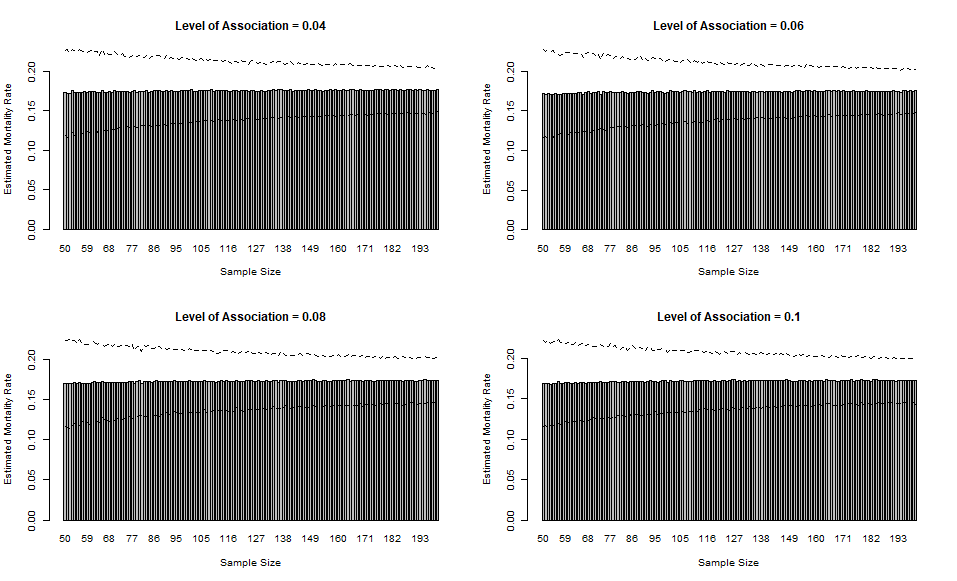 Level of Association = 0.04
Estimated Mortality Rate
0.00 0.05 0.10 0.15 0.20
50 59 68 77 86 95 105 116 127 138 149 160 171 182 193
Sample Size
Level of Association = 0.06
Estimated Mortality Rate
0.00 0.05 0.10 0.15 0.20
50 59 68 77 86 95 105 116 127 138 149 160 171 182 193
Sample Size
Level of Association = 0.08
Estimated Mortality Rate
0.00 0.05 0.10 0.15 0.20
50 59 68 77 86 95 105 116 127 138 149 160 171 182 193
Sample Size
Level of Association = 0.1
Estimated Mortality Rate
0.00 0.05 0.10 0.15 0.20
50 59 68 77 86 95 105 116 127 138 149 160 171 182 193
Sample Size